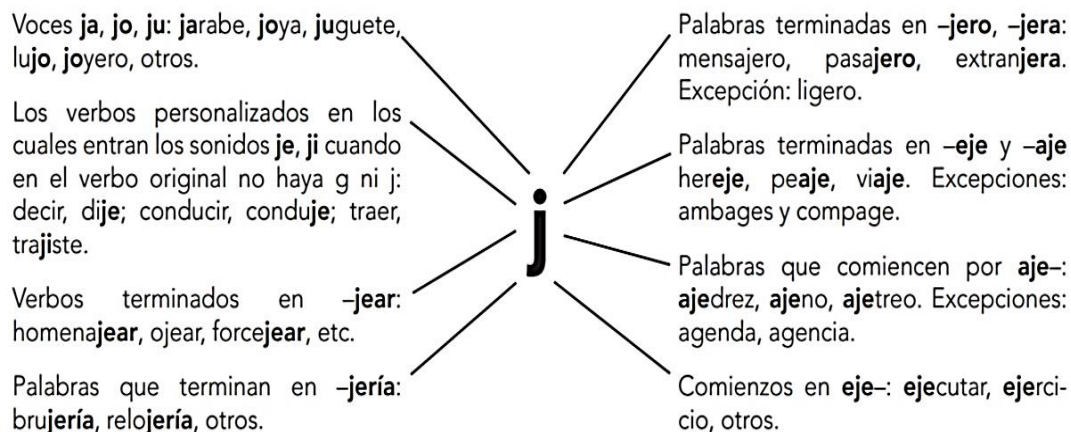 Voces ja, jo, ju: jarabe, joya, juguete,
lujo, joyero, otros.
Los verbos personalizados en los
cuales entran los sonidos je, ji cuando
en el verbo original no haya g ni j:
decir, dije; conducir, conduje; traer,
trajiste.
Verbos terminados en –jear:
homenajear, ojear, forcejear, etc.
Palabras que terminan en –jería:
brujería, relojería, otros.
j
Palabras terminadas en –jero, –jera:
mensajero, pasajero, extranjera.
Excepción: ligero.
Palabras terminadas en –eje y –aje
hereje, peaje, viaje. Excepciones:
ambages y compage.
Palabras que comiencen por aje–:
ajedrez, ajeno, ajetreo. Excepciones:
agenda, agencia.
Comienzos en eje–: ejecutar, ejerci-
cio, otros.